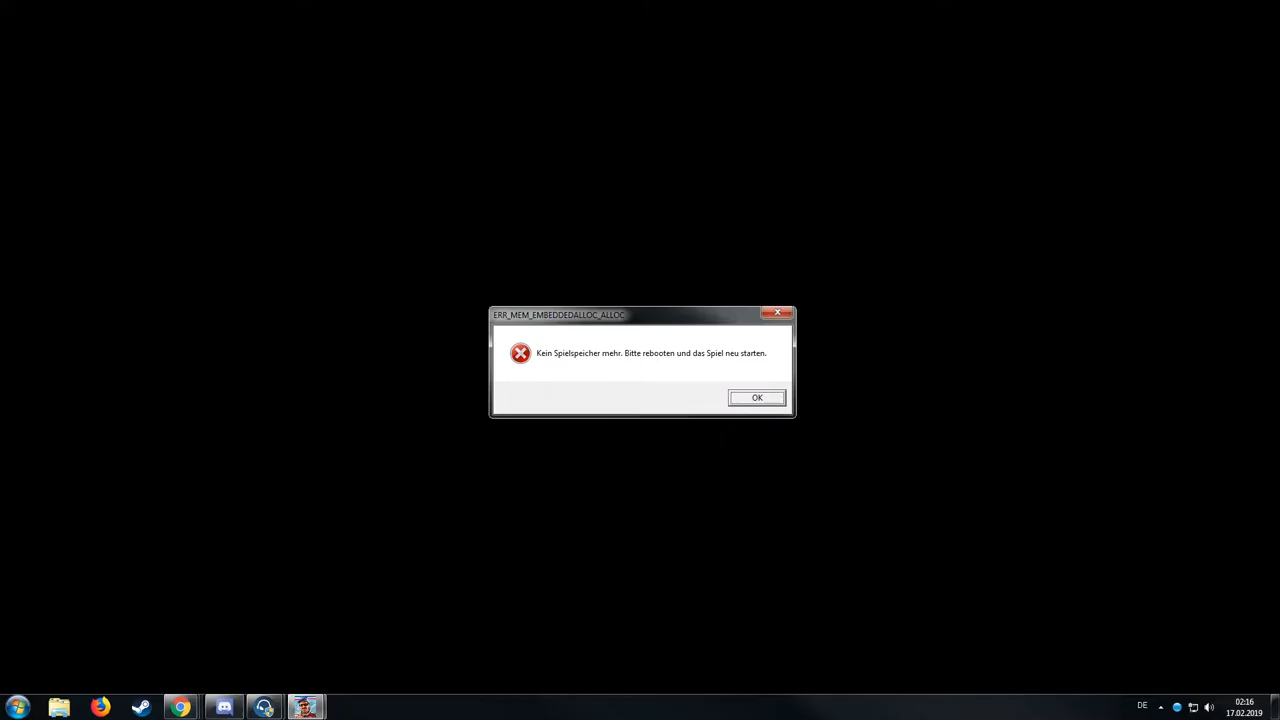 ERR_MEM_EMBEDDEDALLOC_ALLOC
Kein Spielspeicher mehr. Bitte rebooten und das Spiel neu starten.
OK
DE
02:16
17.02.2019